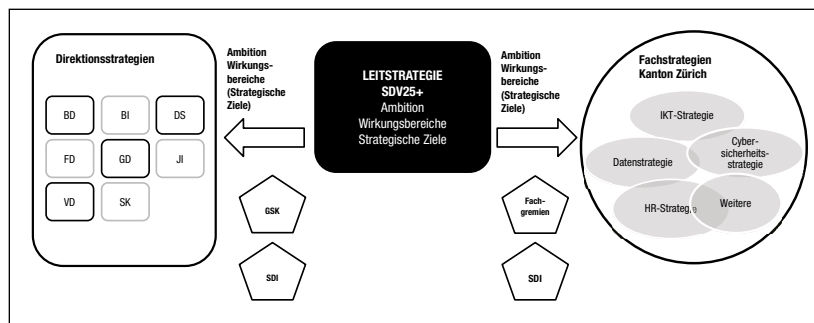 Direktionsstrategien
BD
BI
DS
FD
GD
JI
VD
SK
Ambition
Wirkungs-
bereiche
(Strategische
Ziele)
GSK
SDI
LEITSTRATEGIE
SDV25+
Ambition
Wirkungsbereiche
Strategische Ziele
Ambition
Wirkungs-
bereiche
(Strategische
Ziele)
Fach-
gremien
SDI
Fachstrategien
Kanton Zürich
IKT-Strategie
Cyber-
sicherheits-
strategie
Datenstrategie
HR-Strategie
Weitere